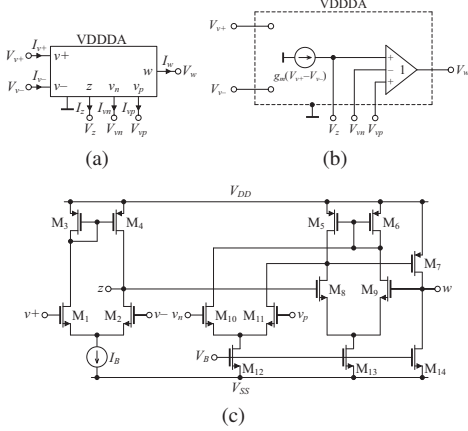 VDDDA
V_{v+} I_{v+} v+ w I_w V_w
V_{v-} I_{v-} v- z v_n v_p
I_z I_{vn} I_{vp}
V_z V_{vn} V_{vp}
(a)
VDDDA
V_{v+}
V_{v-} g_m(V_{v+}-V_{v-}) + - + 1 V_w
V_z V_{vn} V_{vp}
(b)
V_{DD}
M_3 M_4 M_5 M_6
M_7
z M_8 M_9 w
v+ M_1 M_2 v- v_n M_{10} M_{11} v_p
I_B V_B M_{12} M_{13} M_{14}
V_{SS}
(c)